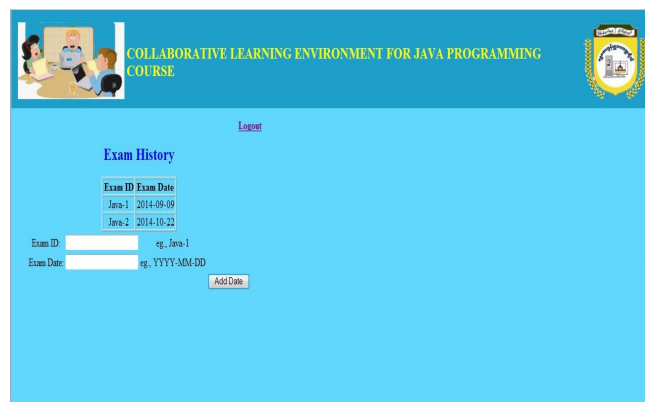 COLLABORATIVE LEARNING ENVIRONMENT FOR JAVA PROGRAMMING
COURSE
Logout
Exam History
Exam ID Exam Date
Java-1 2014-09-09
Java-2 2014-10-22
Exam ID: eg., Java-1
Exam Date: eg., YYYY-MM-DD
Add Date